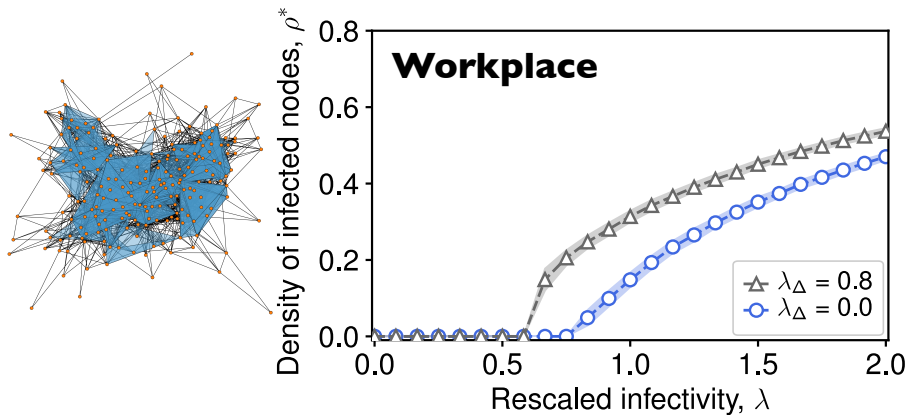 Workplace
Density of infected nodes, ρ*
0.8
0.6
0.4
0.2
0.0
λΔ = 0.8
λΔ = 0.0
0.0 0.5 1.0 1.5 2.0
Rescaled infectivity, λ